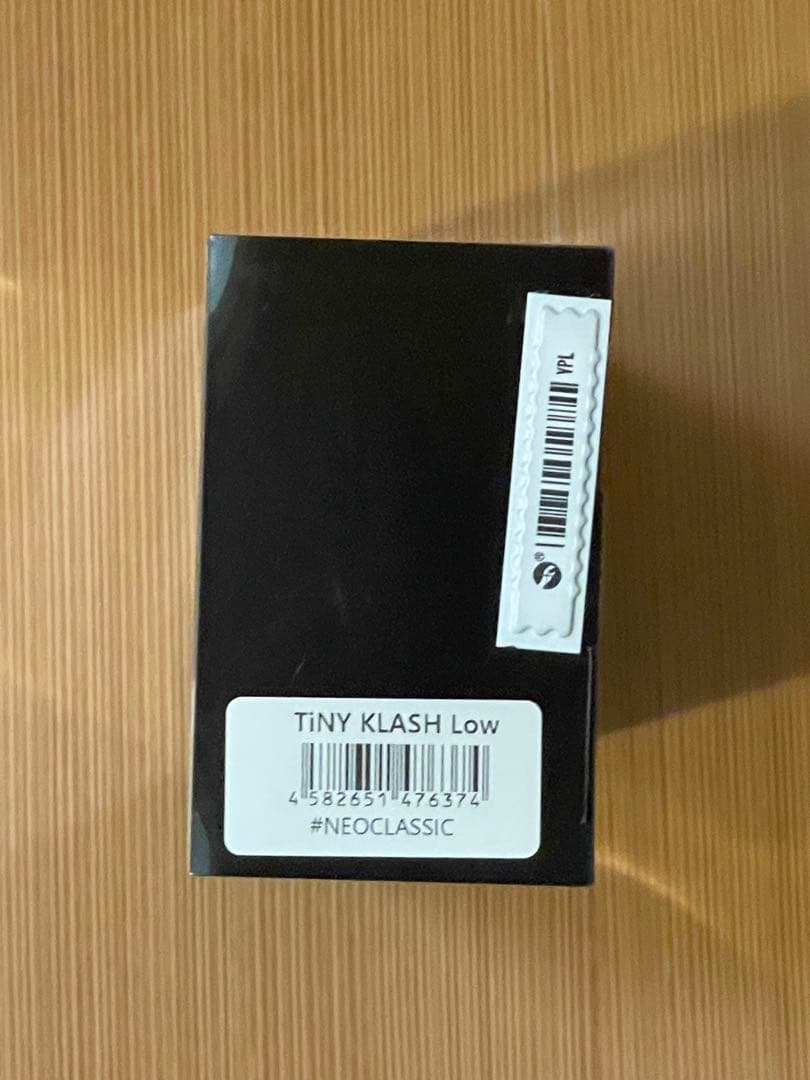 YPL
®
TiNY KLASH Low
4 582651 476374
#NEOCLASSIC